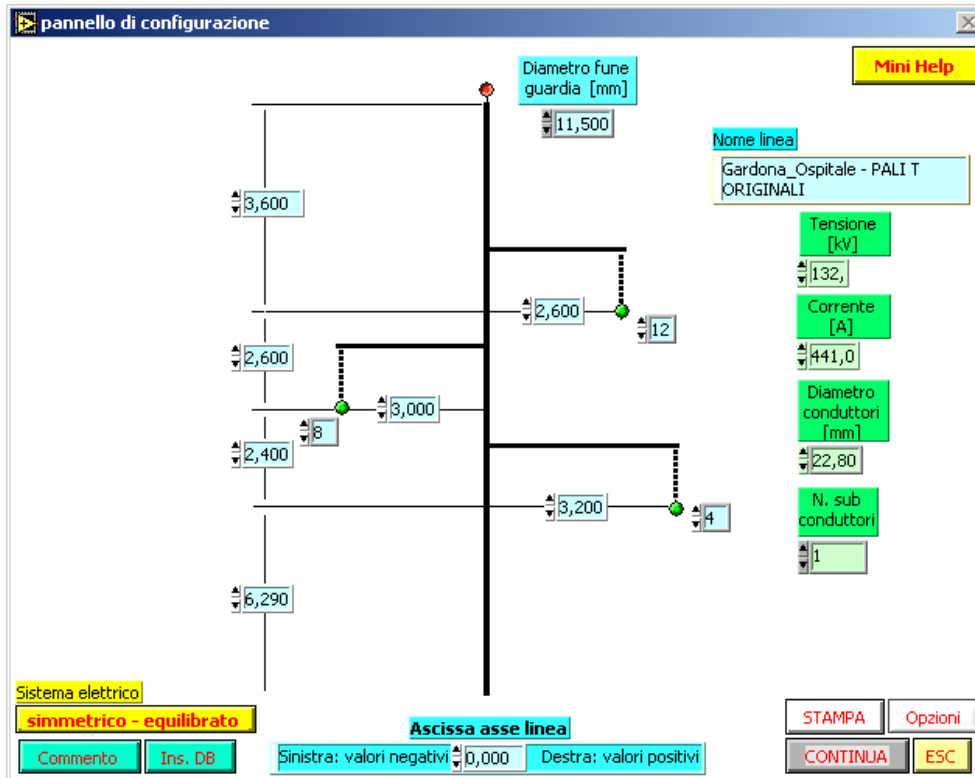 pannello di configurazione
Mini Help
Diametro fune
guardia [mm]
11,500
Nome linea
Gardona_Ospitale - PALI T
ORIGINALI
3,600
Tensione
[kV]
132,
2,600
12
Corrente
[A]
441,0
2,600
3,000
8
Diametro
conduttori
[mm]
22,80
2,400
3,200
4
N. sub
conduttori
1
6,290
Sistema elettrico
simmetrico - equilibrato
Commento
Ins. DB
Ascissa asse linea
Sinistra: valori negativi
0,000
Destra: valori positivi
STAMPA
Opzioni
CONTINUA
ESC